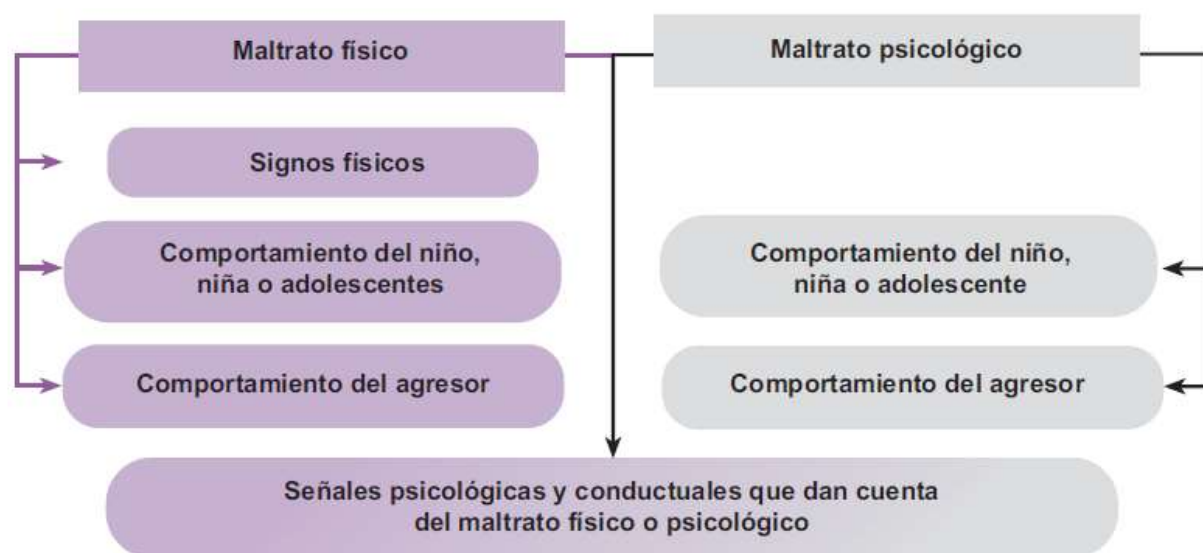 Maltrato físico
Maltrato psicológico
Signos físicos
Comportamiento del niño,
niña o adolescentes
Comportamiento del niño,
niña o adolescente
Comportamiento del agresor
Comportamiento del agresor
Señales psicológicas y conductuales que dan cuenta
del maltrato físico o psicológico